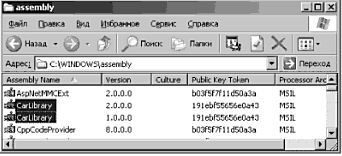 assembly
Файл Правка Вид Избранное Сервис Справка
Назад Поиск Папки
Адрес: C:\WINDOWS\assembly Переход
Assembly Name Version Culture Public Key Token Processor Arc
AspNetMMCExt 2.0.0.0 b03f5f7f11d50a3a MSIL
CarLibrary 2.0.0.0 191ebf55656e0a43 MSIL
CarLibrary 1.0.0.0 191ebf55656e0a43 MSIL
CppCodeProvider 8.0.0.0 b03f5f7f11d50a3a MSIL